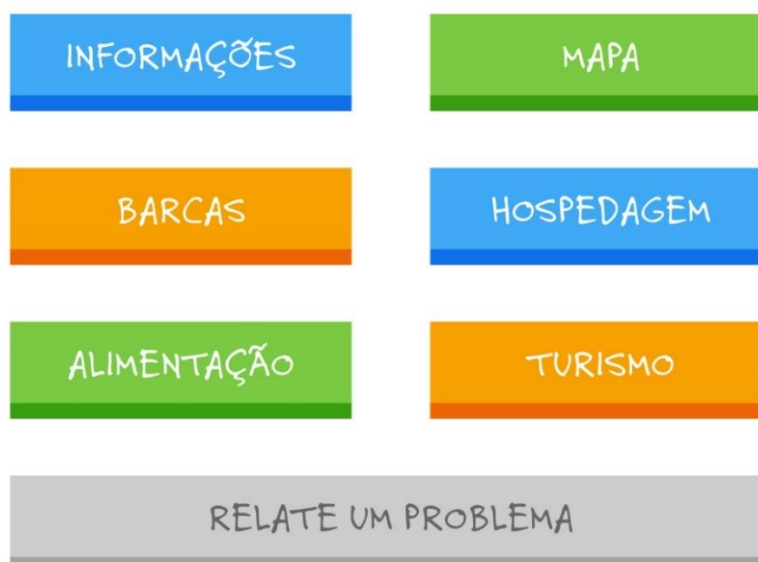 INFORMAÇÕES
MAPA
BARCAS
HOSPEDAGEM
ALIMENTAÇÃO
TURISMO
RELATE UM PROBLEMA